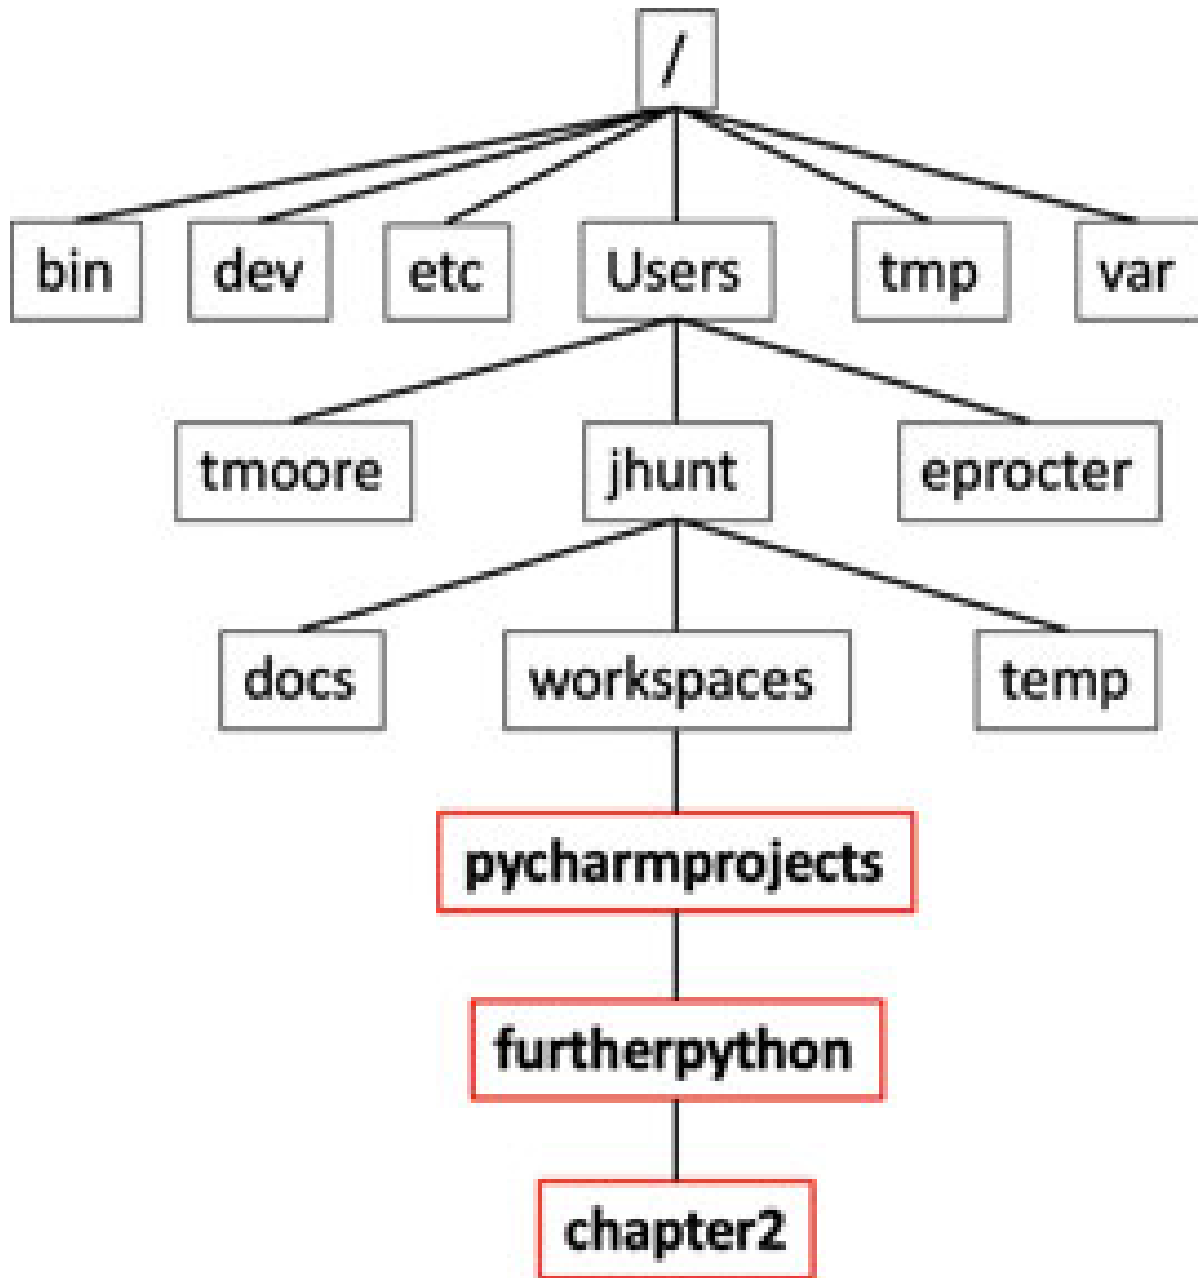 /
bin dev etc Users tmp var
tmoore jhunt eprocter
docs workspaces temp
pycharmprojects
furtherpython
chapter2